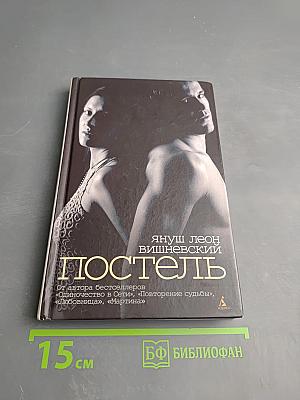 ЯНУШ ЛЕОН
ВИШНЕВСКИЙ
ПОСТЕЛЬ
От автора бестселлеров
«Одиночество в Сети», «Повторение судьбы»,
«Любовница», «Мартина»
15 СМ
БФ БИБЛИОФАН